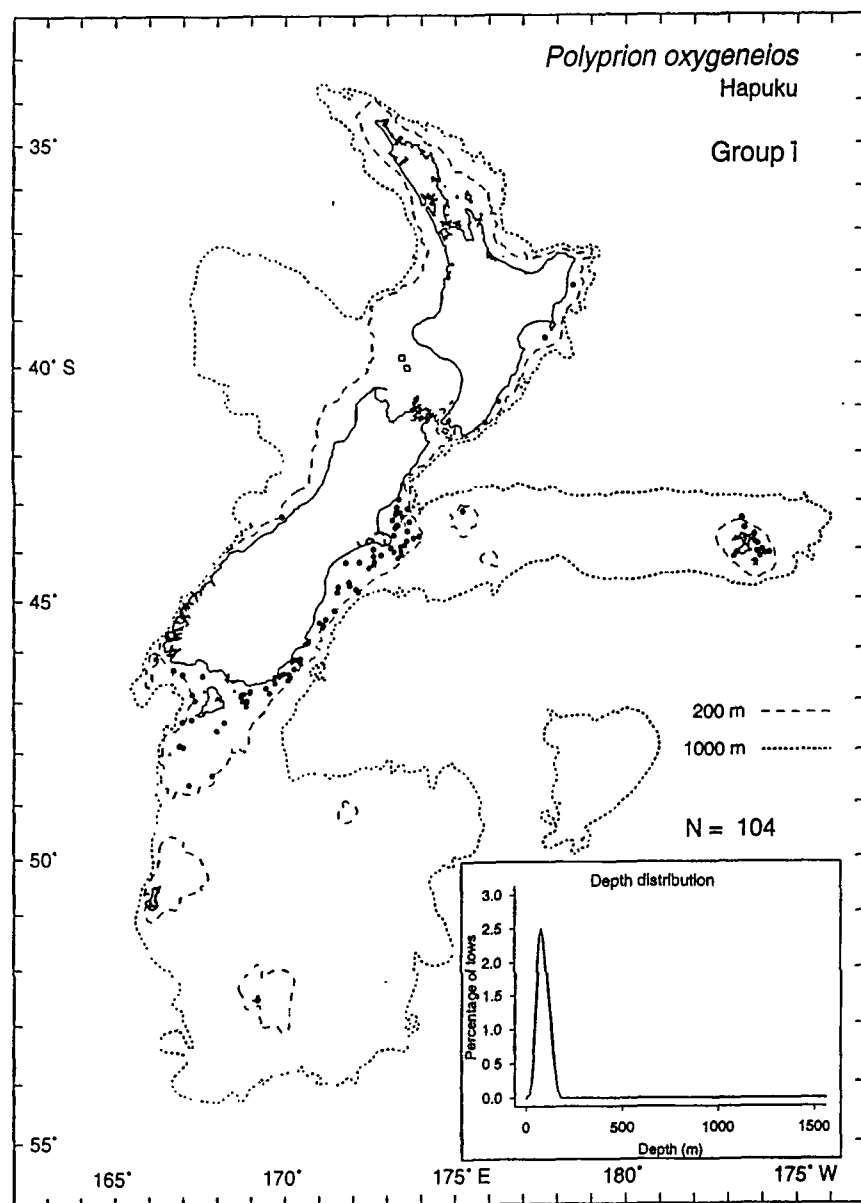 Polyprion oxygeneios
Hapuku
Group 1
35°
40° S
45°
200 m
1000 m
N = 104
50°
55°
Depth distribution
Percentage of tows
3.0
2.5
2.0
1.5
1.0
0 5
0.0
0
500
1000
1500
Depth (m)
165°
170°
175° E
180°
175° W